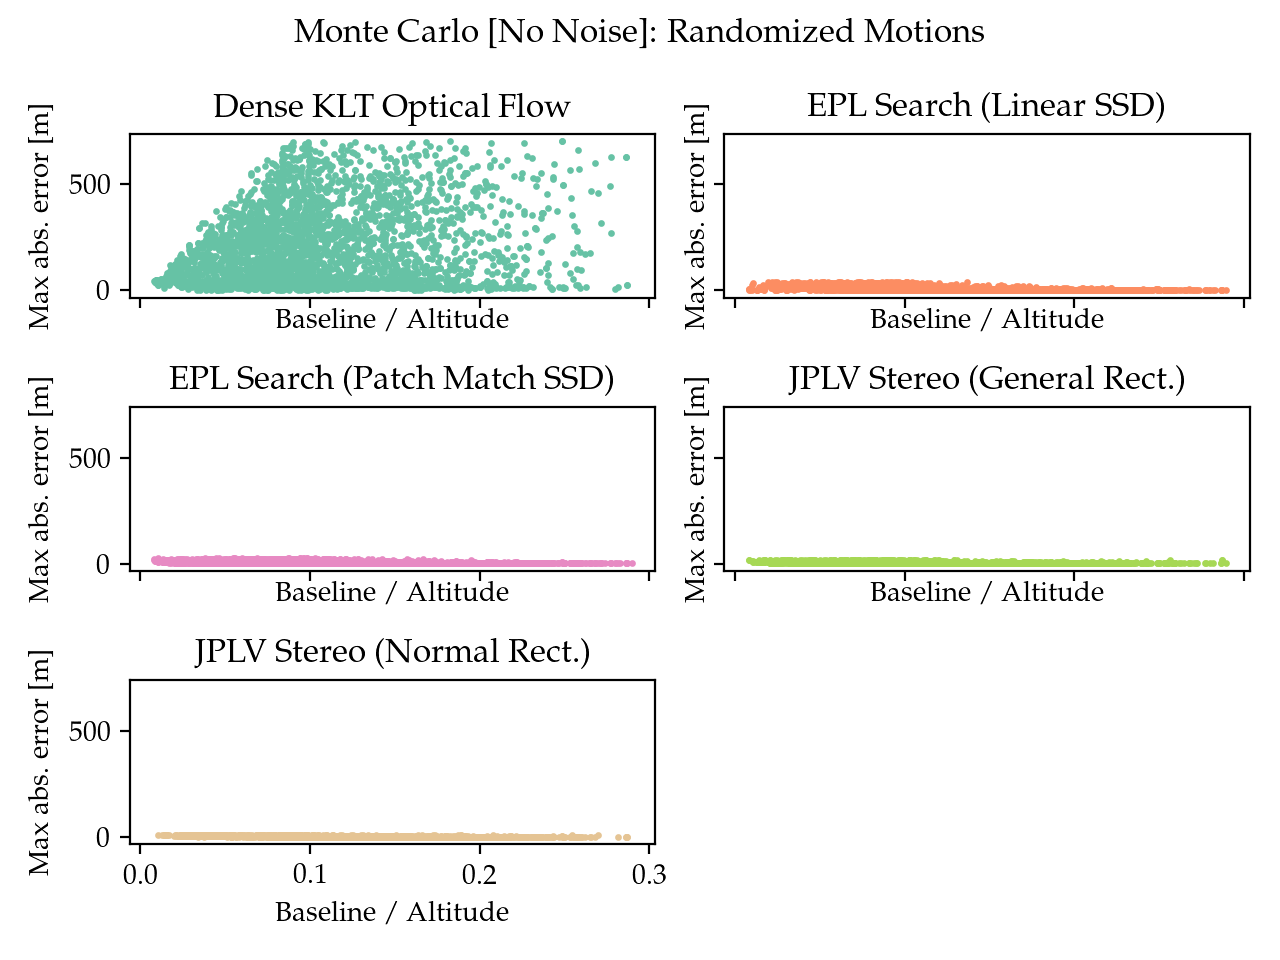 Monte Carlo [No Noise]: Randomized Motions
Dense KLT Optical Flow
Max abs. error [m]
500
0
Baseline / Altitude
EPL Search (Linear SSD)
Max abs. error [m]
Baseline / Altitude
EPL Search (Patch Match SSD)
Max abs. error [m]
500
0
Baseline / Altitude
JPLV Stereo (General Rect.)
Max abs. error [m]
Baseline / Altitude
JPLV Stereo (Normal Rect.)
Max abs. error [m]
500
0
0.0 0.1 0.2 0.3
Baseline / Altitude